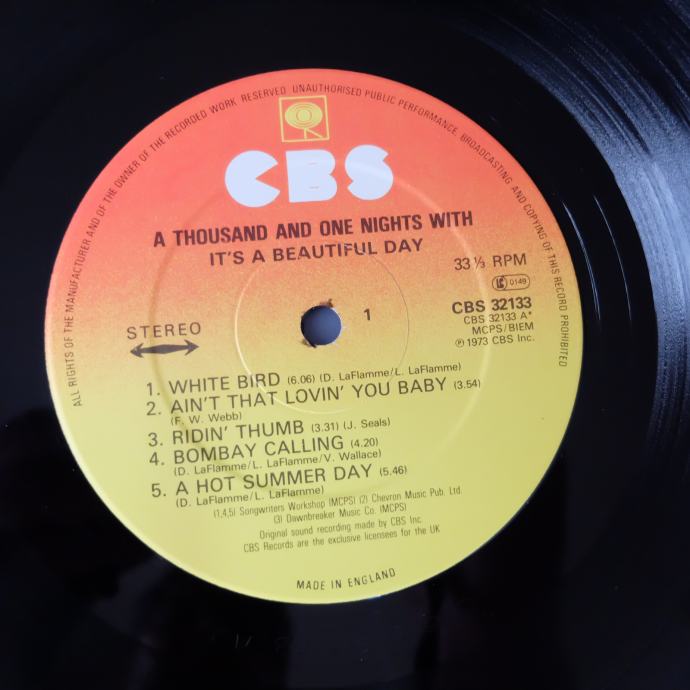 ALL RIGHTS OF THE MANUFACTURER AND OF THE OWNER OF THE RECORDED WORK RESERVED UNAUTHORISED PUBLIC PERFORMANCE, BROADCASTING AND COPYING OF THIS RECORD PROHIBITED
CBS
A THOUSAND AND ONE NIGHTS WITH
IT'S A BEAUTIFUL DAY
33⅓ RPM
0149
STEREO
1
CBS 32133
CBS 32133 A*
MCPS/BIEM
℗ 1973 CBS Inc.
1. WHITE BIRD (6.06) (D. LaFlamme/L. LaFlamme)
2. AIN'T THAT LOVIN' YOU BABY (3.54)
(F. W. Webb)
3. RIDIN' THUMB (3.31) (J. Seals)
4. BOMBAY CALLING (4.20)
(D. LaFlamme/L. LaFlamme/V. Wallace)
5. A HOT SUMMER DAY (5.46)
(D. LaFlamme/L. LaFlamme)
(1,4,5) Songwriters Workshop (MCPS) (2) Chevron Music Pub. Ltd.
(3) Dawnbreaker Music Co. (MCPS)
Original sound recording made by CBS Inc.
CBS Records are the exclusive licensees for the UK
MADE IN ENGLAND